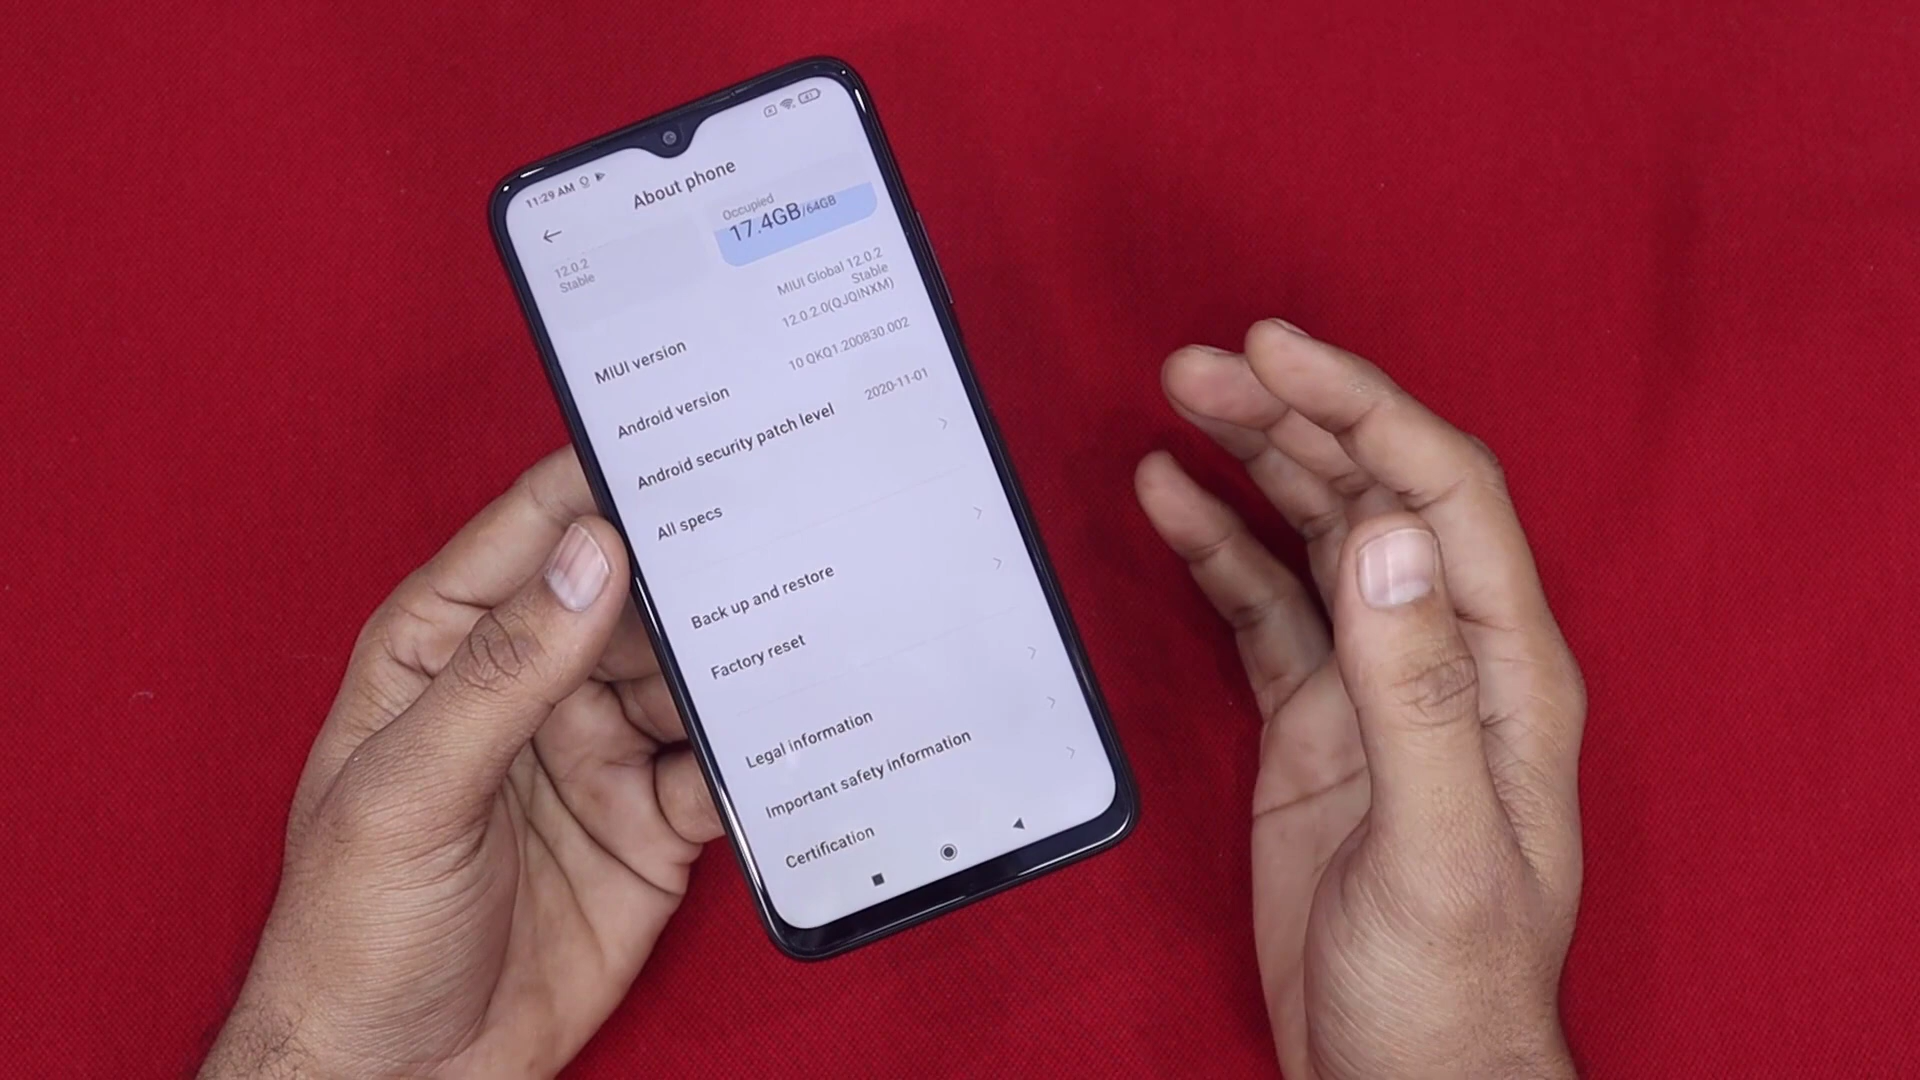 11:29 AM
41
About phone
12.0.2
Stable
Occupied
17.4GB/64GB
MIUI version
MIUI Global 12.0.2
Stable
12.0.2.0(QJQINXM)
Android version
10 QKQ1.200830.002
Android security patch level
2020-11-01
All specs
Back up and restore
Factory reset
Legal information
Important safety information
Certification